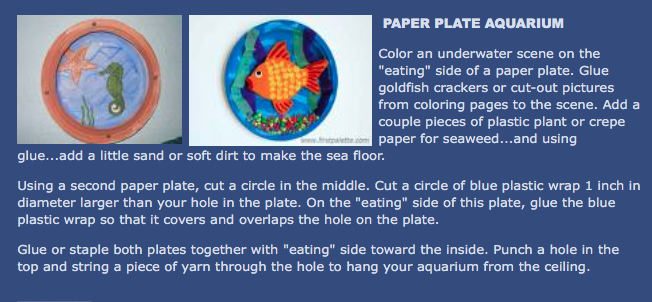 PAPER PLATE AQUARIUM
Color an underwater scene on the
"eating" side of a paper plate. Glue
goldfish crackers or cut-out pictures
from coloring pages to the scene. Add a
couple pieces of plastic plant or crepe
paper for seaweed...and using
glue...add a little sand or soft dirt to make the sea floor.
Using a second paper plate, cut a circle in the middle. Cut a circle of blue plastic wrap 1 inch in
diameter larger than your hole in the plate. On the "eating" side of this plate, glue the blue
plastic wrap so that it covers and overlaps the hole on the plate.
Glue or staple both plates together with "eating" side toward the inside. Punch a hole in the
top and string a piece of yarn through the hole to hang your aquarium from the ceiling.
www.firstpalette.com